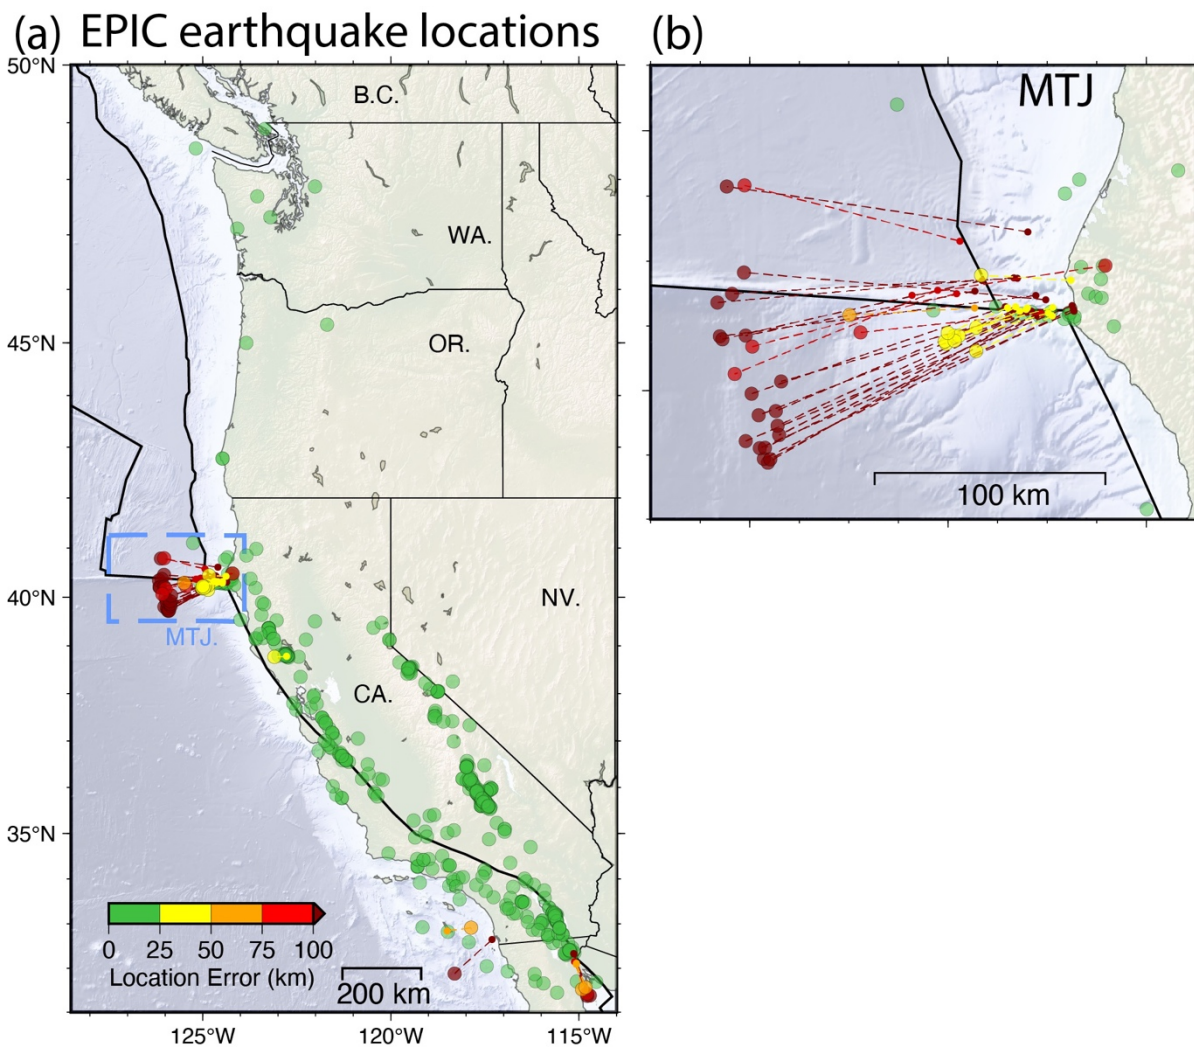 (a) EPIC earthquake locations
(b)
50°N
B.C.
MTJ
WA.
45°N
OR.
100 km
40°N
NV.
MTJ.
CA.
35°N
0 25 50 75 100
Location Error (km)
200 km
125°W 120°W 115°W